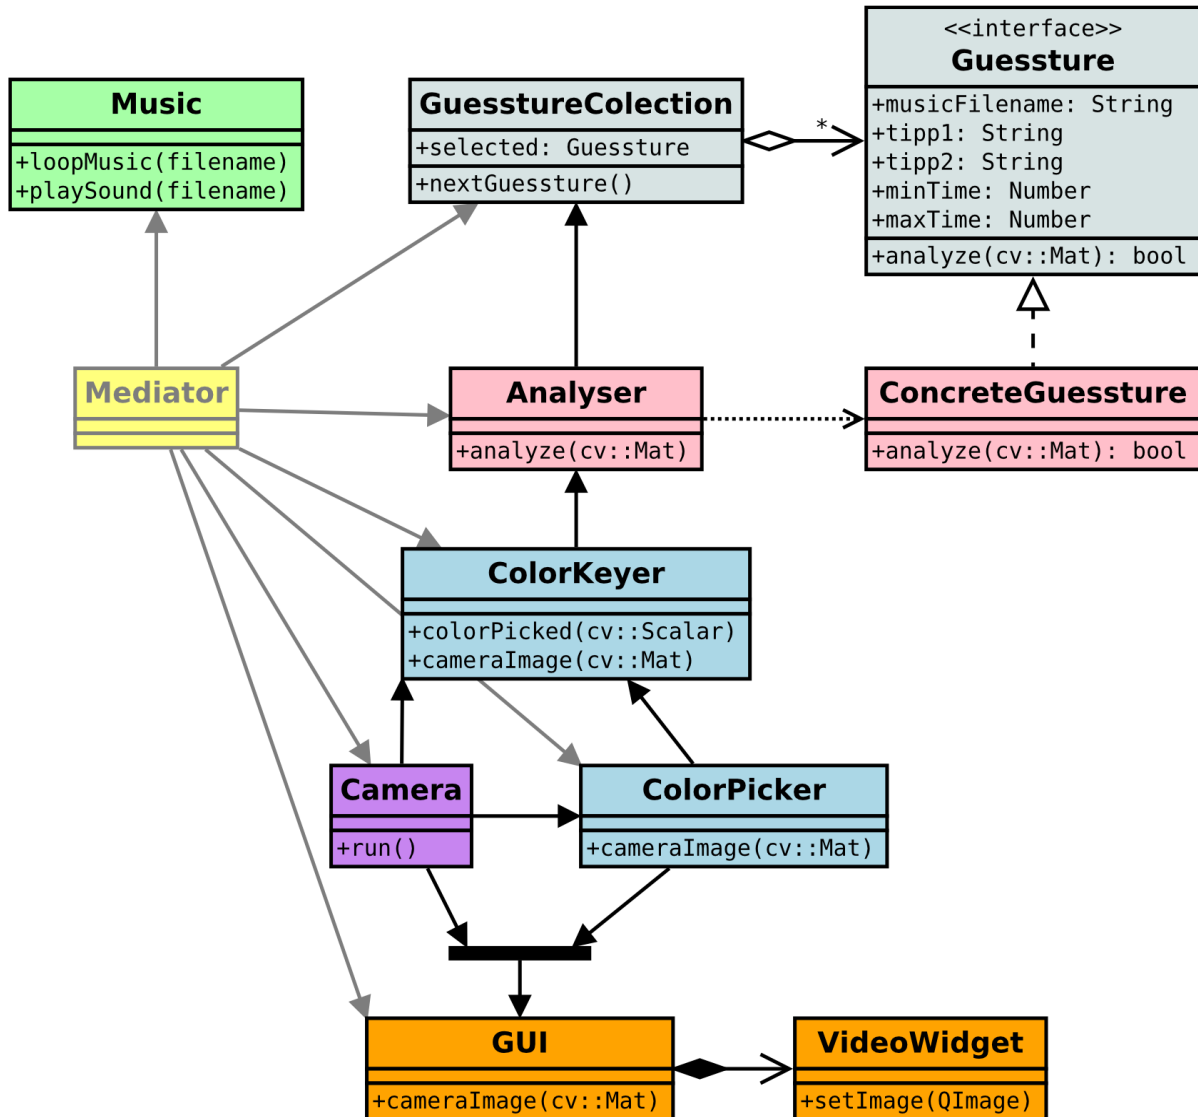 <<interface>>
Guessture
+musicFilename: String
+tipp1: String
+tipp2: String
+minTime: Number
+maxTime: Number
+analyze(cv::Mat): bool
Music
+loopMusic(filename)
+playSound(filename)
GuesstureColection
+selected: Guessture
+nextGuessture()
*
Mediator
Analyser
+analyze(cv::Mat)
ConcreteGuessture
+analyze(cv::Mat): bool
ColorKeyer
+colorPicked(cv::Scalar)
+cameraImage(cv::Mat)
Camera
+run()
ColorPicker
+cameraImage(cv::Mat)
GUI
+cameraImage(cv::Mat)
VideoWidget
+setImage(QImage)